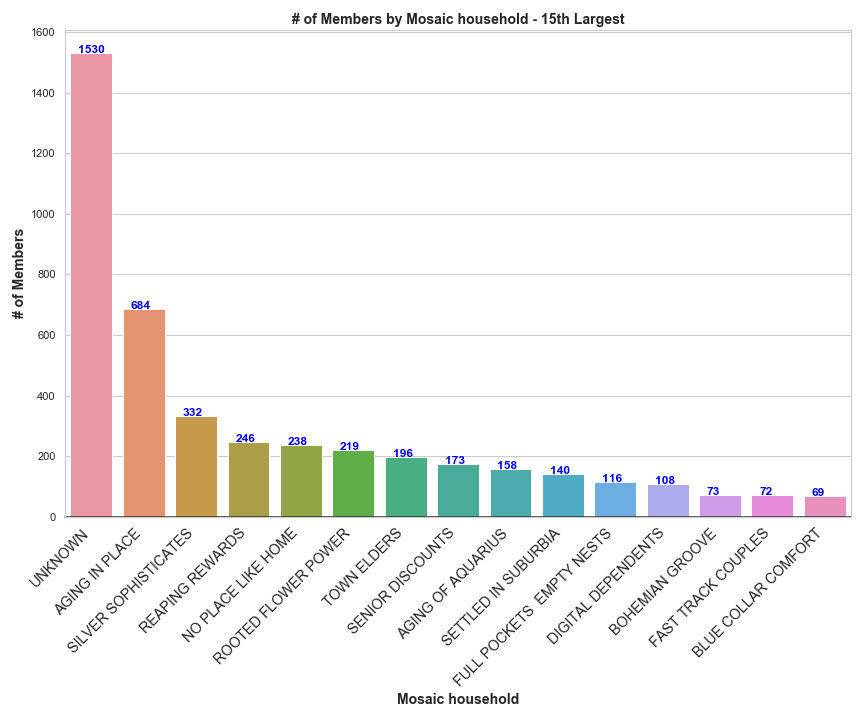 # of Members by Mosaic household - 15th Largest
1600
1400
1200
1000
800
600
400
200
0
# of Members
1530
684
332
246
238
219
196
173
158
140
116
108
73
72
69
UNKNOWN
AGING IN PLACE
SILVER SOPHISTICATES
REAPING REWARDS
NO PLACE LIKE HOME
ROOTED FLOWER POWER
TOWN ELDERS
SENIOR DISCOUNTS
AGING OF AQUARIUS
SETTLED IN SUBURBIA
FULL POCKETS  EMPTY NESTS
DIGITAL DEPENDENTS
BOHEMIAN GROOVE
FAST TRACK COUPLES
BLUE COLLAR COMFORT
Mosaic household